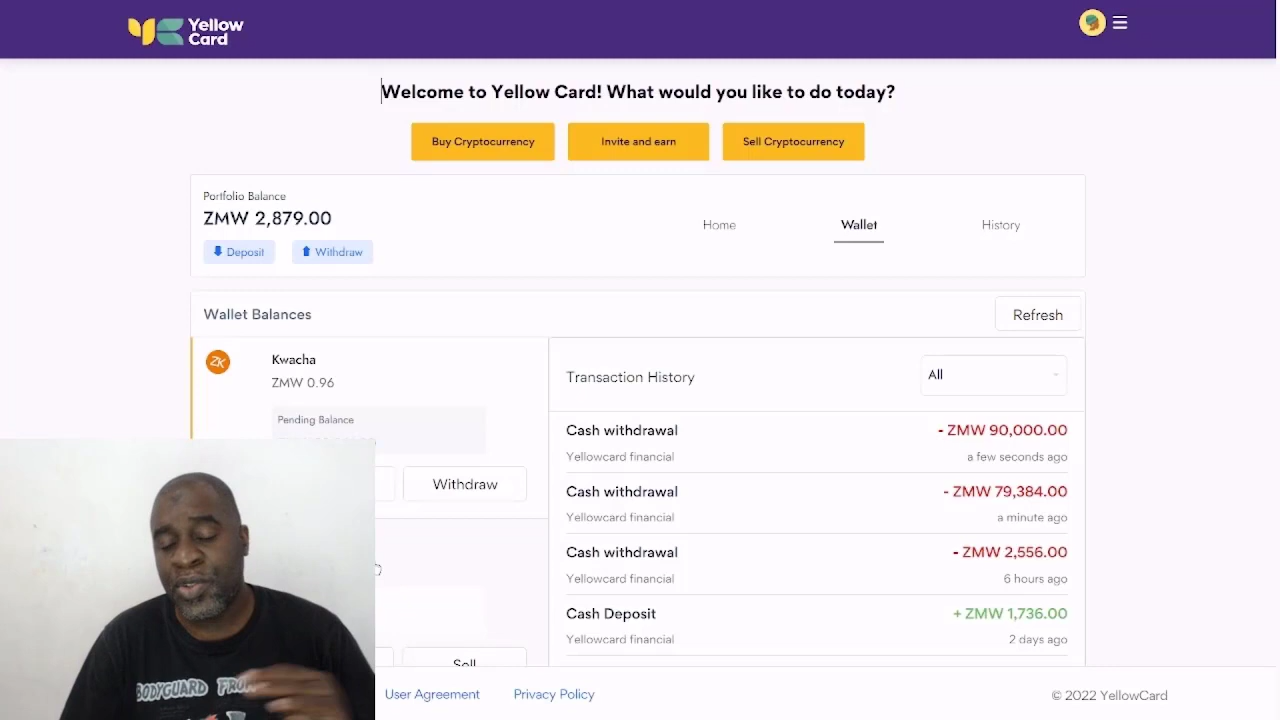 Yellow
Card
Welcome to Yellow Card! What would you like to do today?
Buy Cryptocurrency
Invite and earn
Sell Cryptocurrency
Portfolio Balance
ZMW 2,879.00
Deposit
Withdraw
Home
Wallet
History
Wallet Balances
Refresh
ZK
Kwacha
ZMW 0.96
Pending Balance
Withdraw
Sell
Transaction History
All
Cash withdrawal
- ZMW 90,000.00
Yellowcard financial
a few seconds ago
Cash withdrawal
- ZMW 79,384.00
Yellowcard financial
a minute ago
Cash withdrawal
- ZMW 2,556.00
Yellowcard financial
6 hours ago
Cash Deposit
+ ZMW 1,736.00
Yellowcard financial
2 days ago
BODYGUARD FROM
User Agreement
Privacy Policy
© 2022 YellowCard